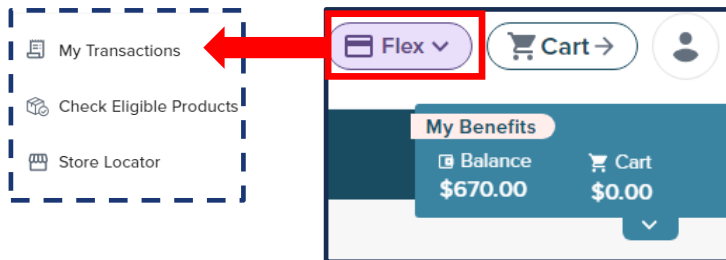 My Transactions
Check Eligible Products
Store Locator
Flex
Cart
My Benefits
Balance
Cart
$670.00
$0.00